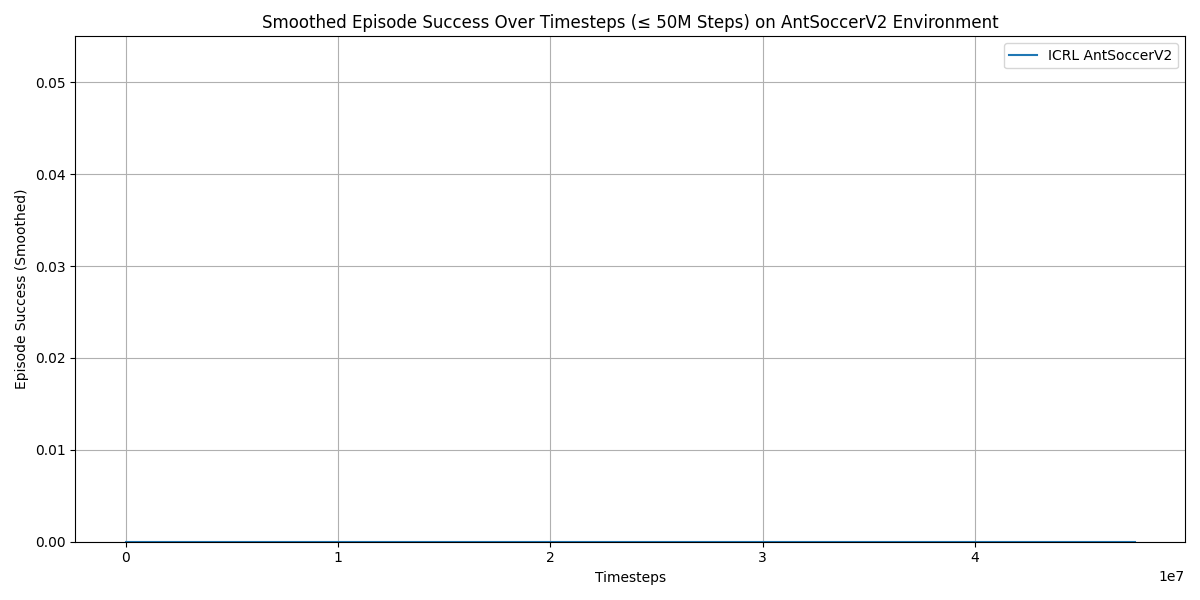 Smoothed Episode Success Over Timesteps (≤ 50M Steps) on AntSoccerV2 Environment
ICRL AntSoccerV2
0.05
0.04
0.03
0.02
0.01
0.00
Episode Success (Smoothed)
0 1 2 3 4
1e7
Timesteps